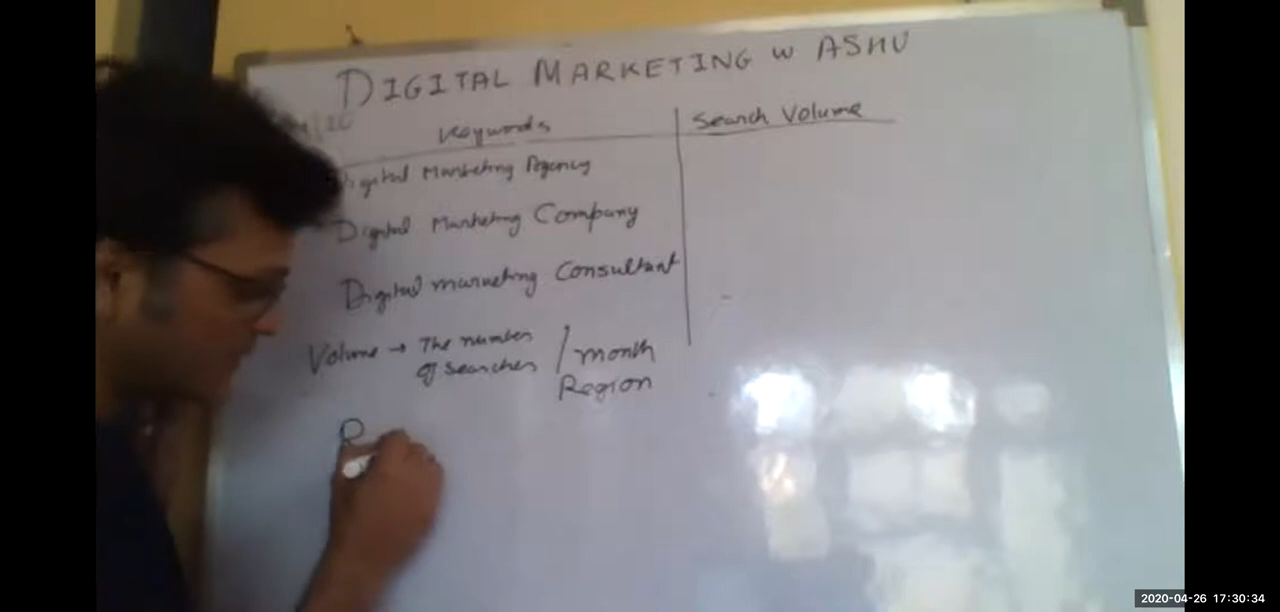 DIGITAL MARKETING W ASHU
Keywords
Search Volume
Digital Marketing Agency
Digital Marketing Company
Digital marketing Consultant
Volume → The number
of searches / month
Region
R
2020-04-26 17:30:34